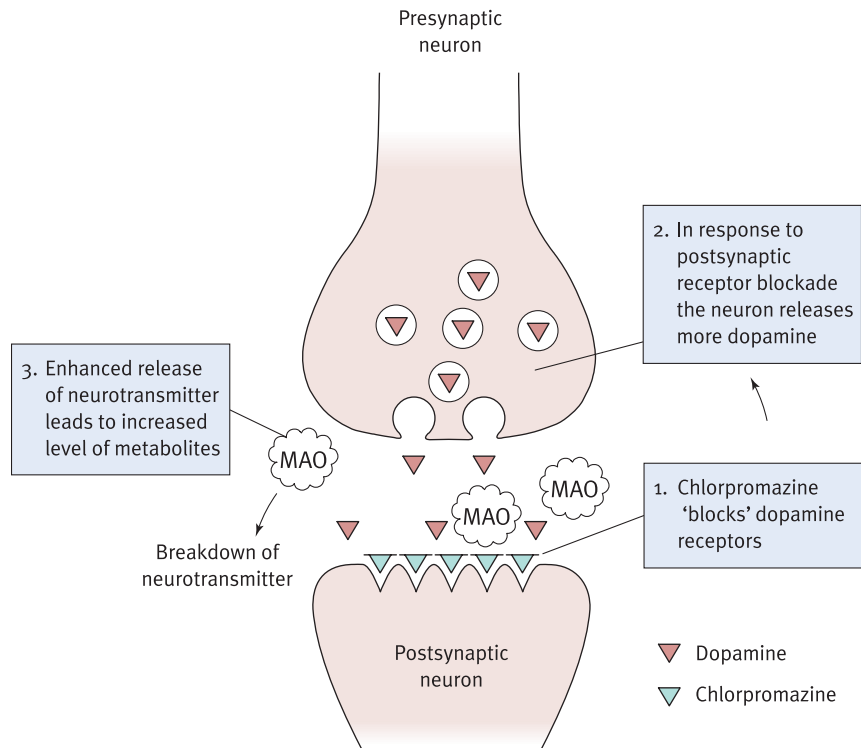 Presynaptic
neuron
2. In response to
postsynaptic
receptor blockade
the neuron releases
more dopamine
3. Enhanced release
of neurotransmitter
leads to increased
level of metabolites
MAO
MAO
MAO
1. Chlorpromazine
‘blocks’ dopamine
receptors
Breakdown of
neurotransmitter
Postsynaptic
neuron
Dopamine
Chlorpromazine